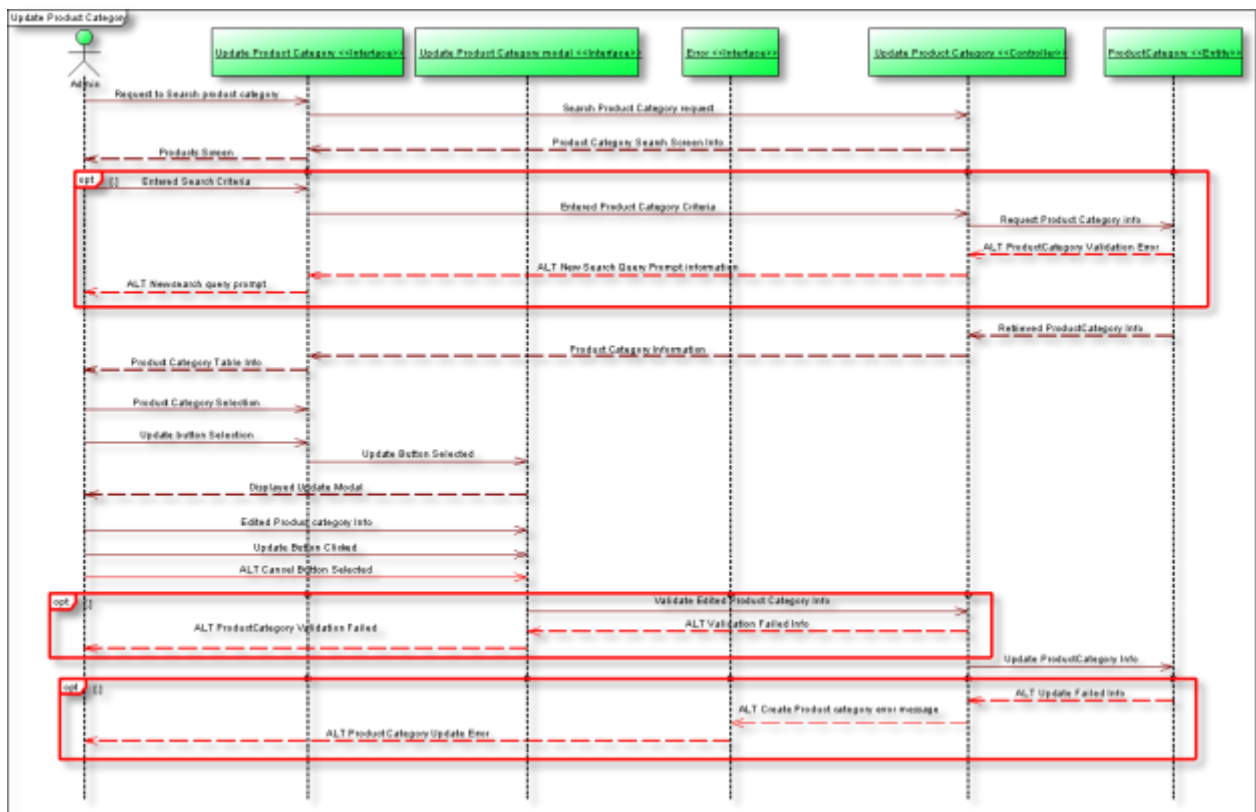 Update Product Category
Update Product Category <<Interface>>
Update Product Category modal <<Interface>>
Error <<Interface>>
Update Product Category <<Controller>>
ProductCategory <<Entity>>
Admin
Request to Search product category
Search Product Category request
Product Category Search Screen Info
Products Screen
opt
[ ]
Entered Search Criteria
Entered Product Category Criteria
Request Product Category info
ALT ProductCategory Validation Error
ALT New Search Query Prompt information
ALT Newsearch query prompt
Retrieved ProductCategory Info
Product Category Information
Product Category Table Info
Product Category Selection
Update button Selection
Update Button Selected
Displayed Update Modal
Edited Product category Info
Update Button Clicked
ALT Cancel Button Selected
opt
[ ]
Validate Edited Product Category Info
ALT Validation Failed Info
ALT ProductCategory Validation Failed
Update ProductCategory Info
opt
[ ]
ALT Update Failed Info
ALT Create Product category error message
ALT Product Category Update Error